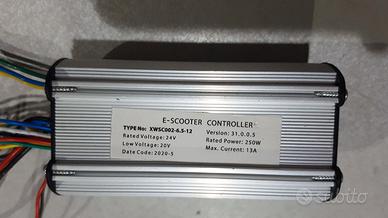 E-SCOOTER CONTROLLER
TYPE No: XWSC002-6.5-12 Version: 31.0.0.5
Rated Voltage: 24V Rated Power: 250W
Low Voltage: 20V Max. Current: 13A
Date Code: 2020-5
subito